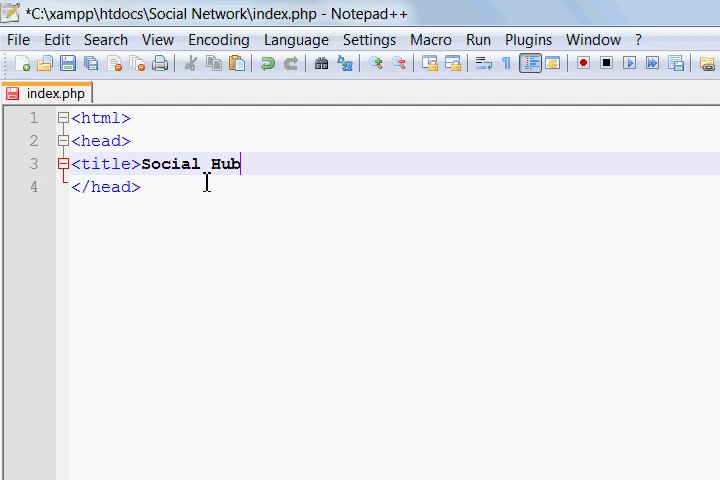 *C:\xampp\htdocs\Social Network\index.php - Notepad++
File Edit Search View Encoding Language Settings Macro Run Plugins Window ?
index.php
1 <html>
2 <head>
3 <title>Social Hub
4 </head>